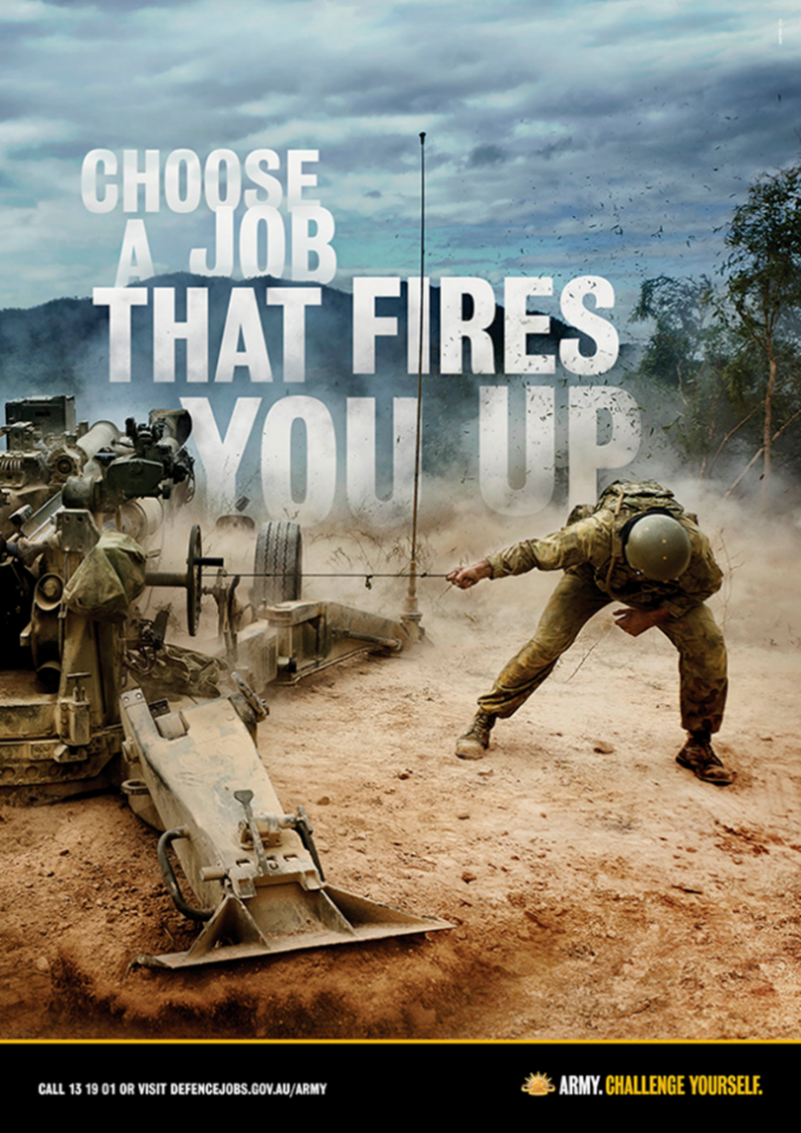 CHOOSE
A JOB
THAT FIRES
YOU UP
CALL 13 19 01 OR VISIT DEFENCEJOBS.GOV.AU/ARMY
ARMY. CHALLENGE YOURSELF.